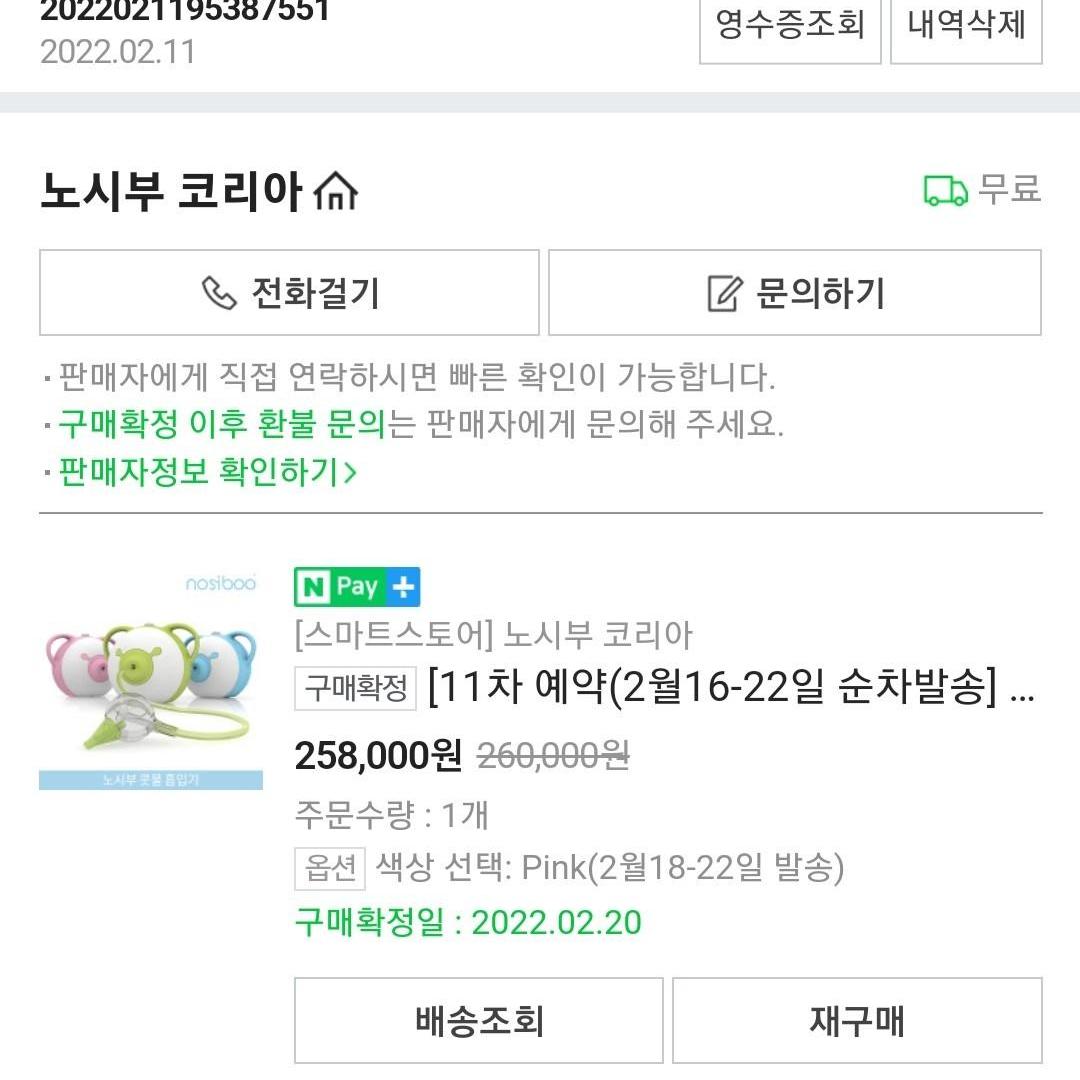 2022021195387551
2022.02.11
영수증조회
내역삭제
노시부 코리아
무료
전화걸기
문의하기
· 판매자에게 직접 연락하시면 빠른 확인이 가능합니다.
· 구매확정 이후 환불 문의는 판매자에게 문의해 주세요.
· 판매자정보 확인하기>
nosiboo
노시부 콧물 흡입기
N Pay +
[스마트스토어] 노시부 코리아
구매확정 [11차 예약(2월16-22일 순차발송] ...
258,000원 260,000원
주문수량 : 1개
옵션 색상 선택: Pink(2월18-22일 발송)
구매확정일 : 2022.02.20
배송조회
재구매